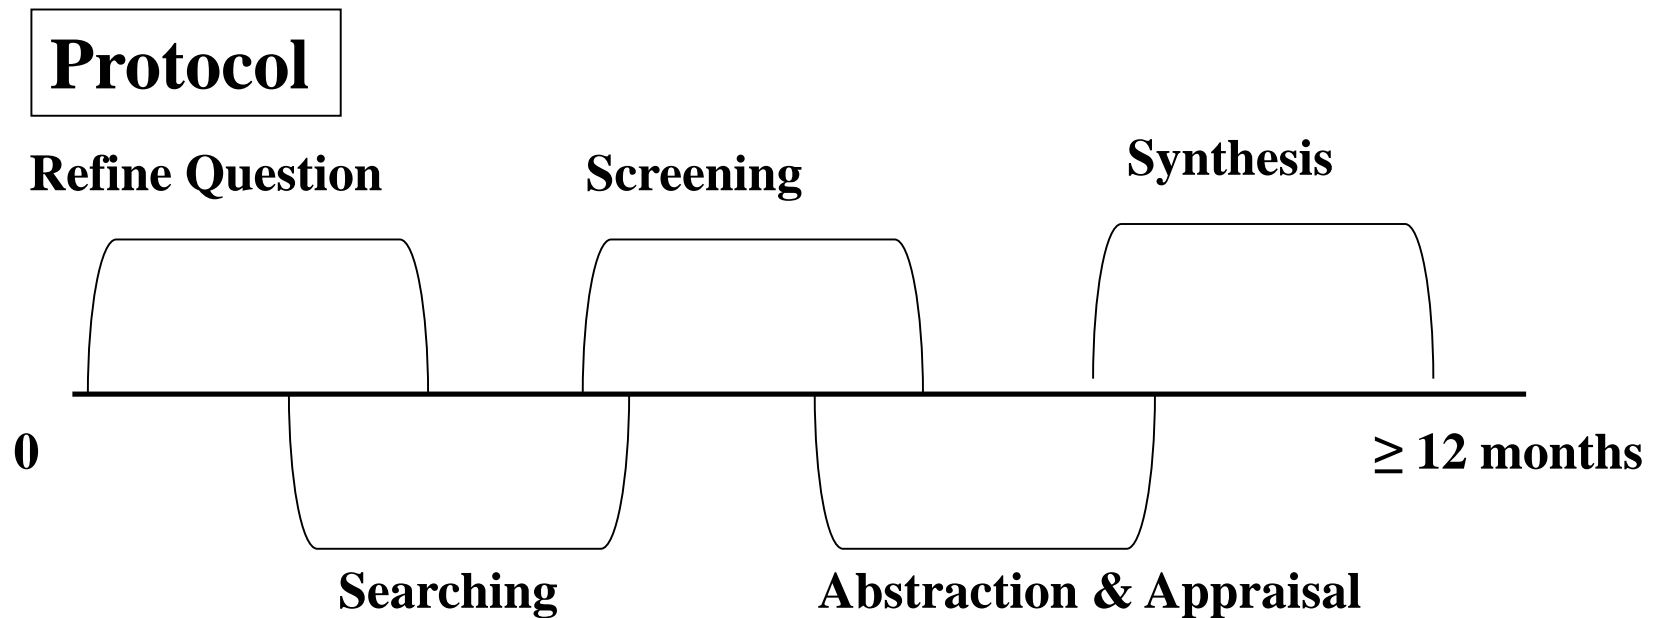 Protocol
Refine Question
Screening
Synthesis
0
≥ 12 months
Searching
Abstraction & Appraisal